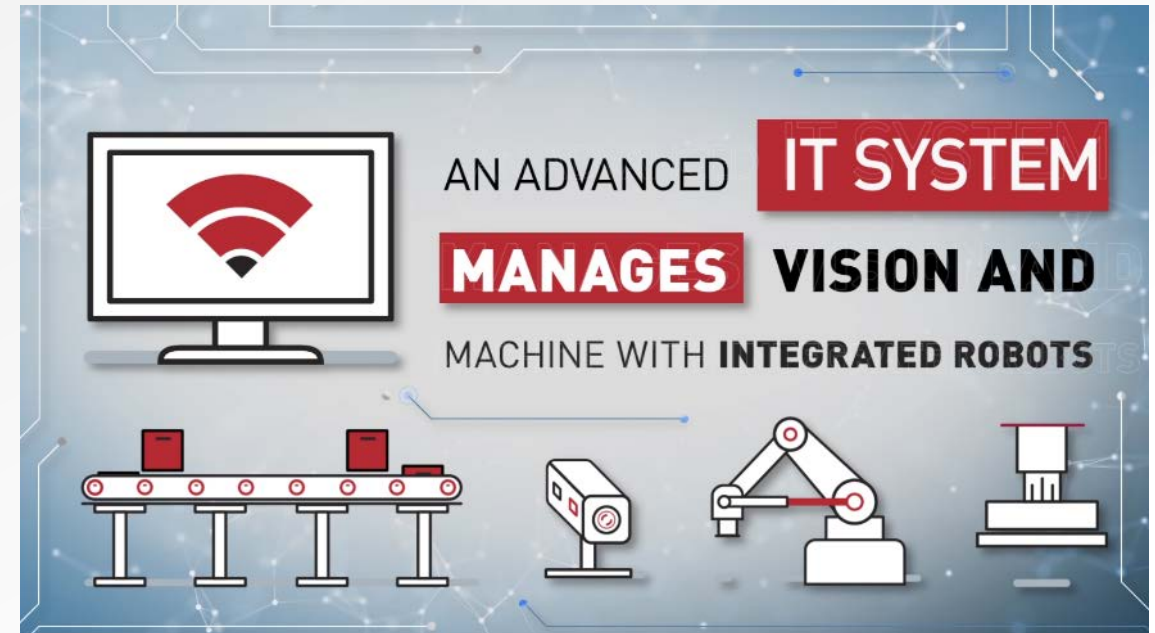 AN ADVANCED IT SYSTEM
MANAGES VISION AND
MACHINE WITH INTEGRATED ROBOTS